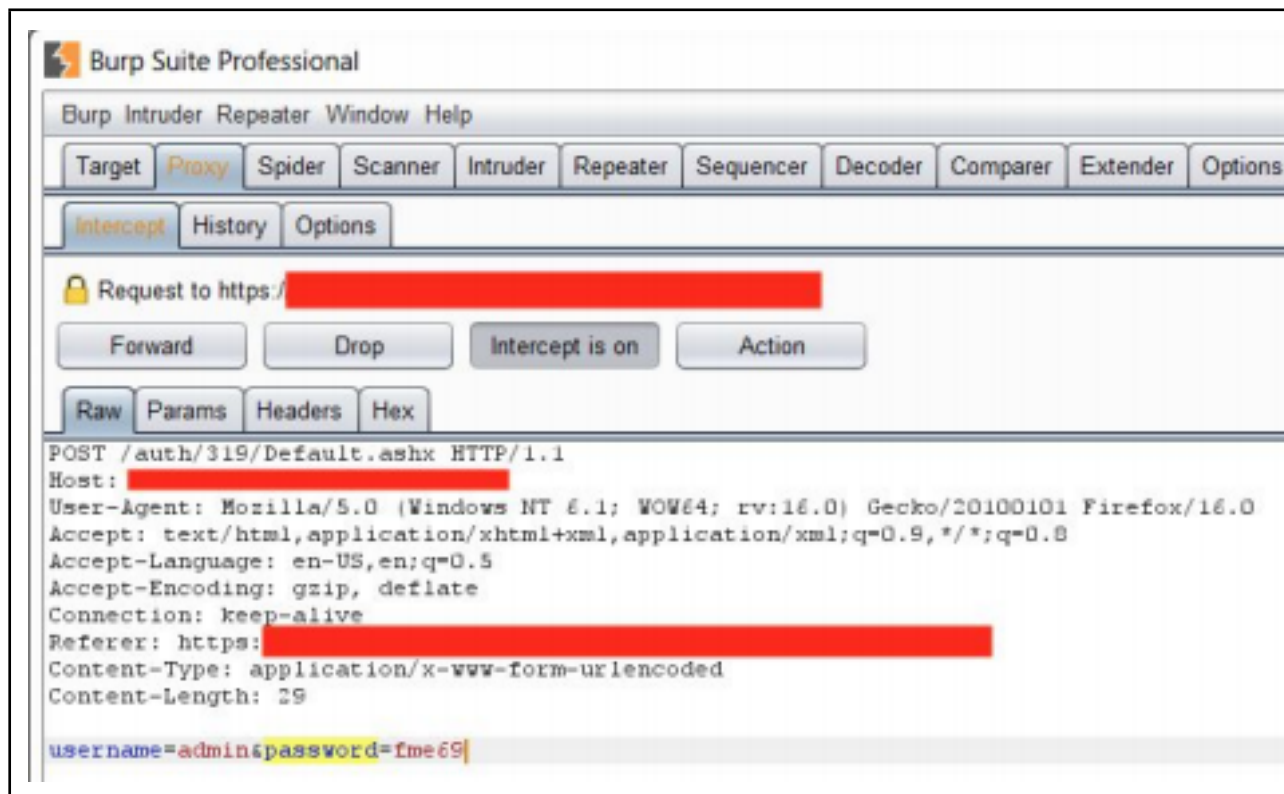 Burp Suite Professional
Burp Intruder Repeater Window Help
Target Proxy Spider Scanner Intruder Repeater Sequencer Decoder Comparer Extender Options
Intercept History Options
Request to https:/
Forward Drop Intercept is on Action
Raw Params Headers Hex
POST /auth/319/Default.ashx HTTP/1.1
Host:
User-Agent: Mozilla/5.0 (Windows NT 6.1; WOW64; rv:16.0) Gecko/20100101 Firefox/16.0
Accept: text/html,application/xhtml+xml,application/xml;q=0.9,*/*;q=0.8
Accept-Language: en-US,en;q=0.5
Accept-Encoding: gzip, deflate
Connection: keep-alive
Referer: https:
Content-Type: application/x-www-form-urlencoded
Content-Length: 29
username=admin&password=fme69